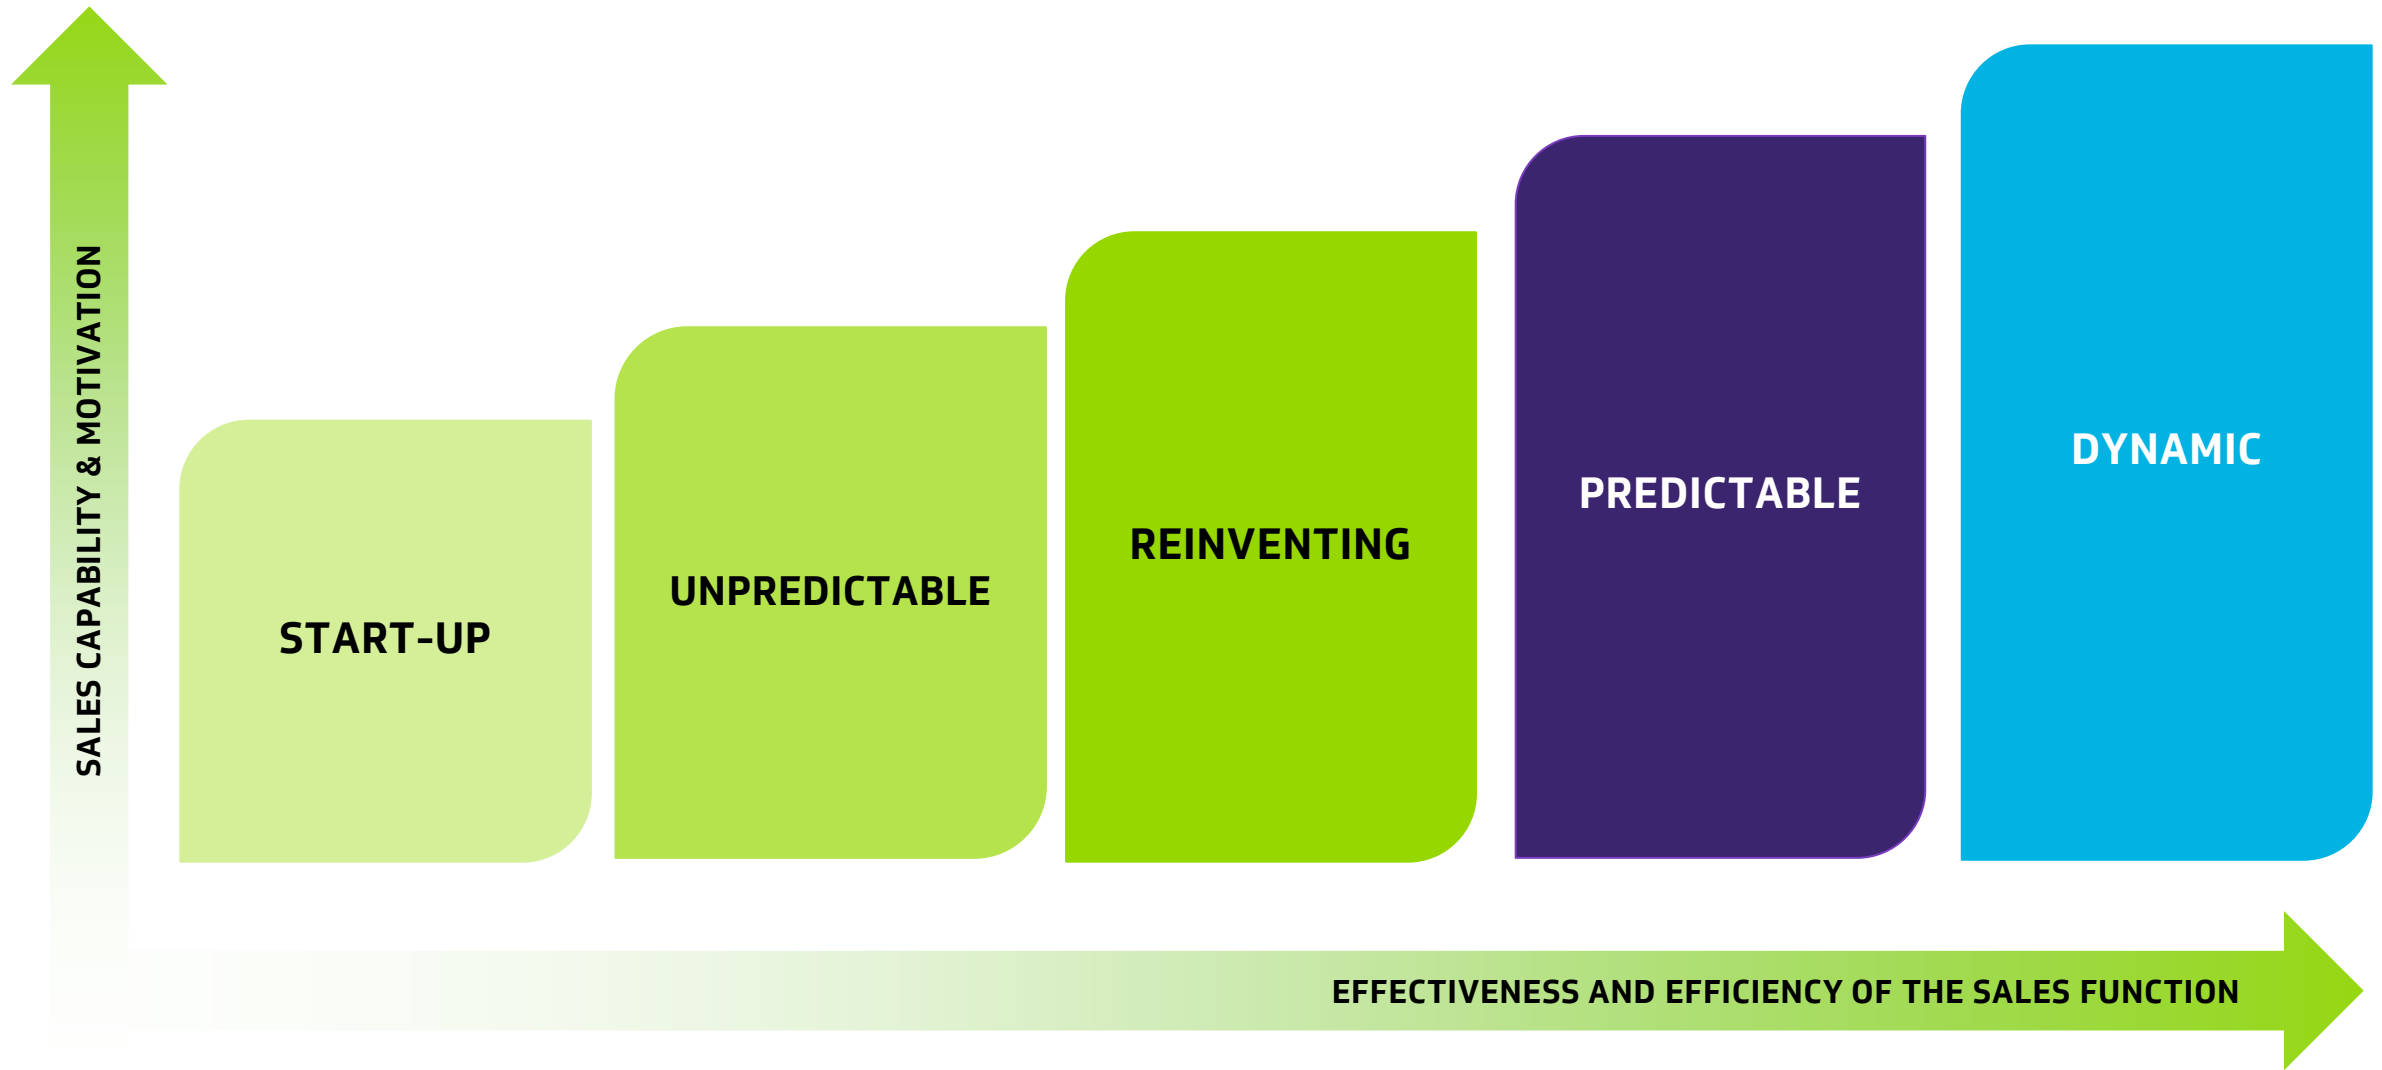 SALES CAPABILITY & MOTIVATION
START-UP
UNPREDICTABLE
REINVENTING
PREDICTABLE
DYNAMIC
EFFECTIVENESS AND EFFICIENCY OF THE SALES FUNCTION